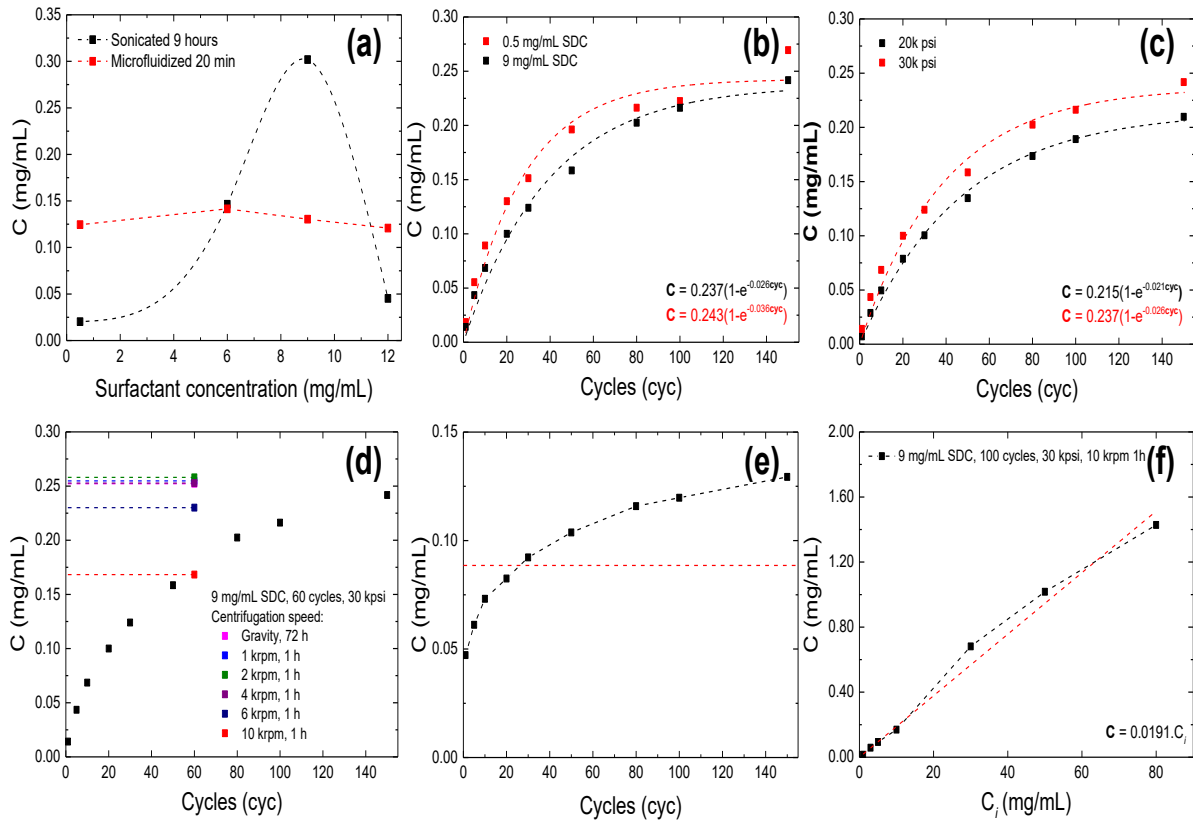 (a)
Sonicated 9 hours
Microfluidized 20 min
C (mg/mL)
0.35
0.30
0.25
0.20
0.15
0.10
0.05
0.00
0 2 4 6 8 10 12
Surfactant concentration (mg/mL)
(b)
0.5 mg/mL SDC
9 mg/mL SDC
C (mg/mL)
0.30
0.25
0.20
0.15
0.10
0.05
0.00
C = 0.237(1-e^-0.026cyc)
C = 0.243(1-e^-0.036cyc)
0 20 40 60 80 100 120 140
Cycles (cyc)
(c)
20k psi
30k psi
C (mg/mL)
0.30
0.25
0.20
0.15
0.10
0.05
0.00
C = 0.215(1-e^-0.021cyc)
C = 0.237(1-e^-0.026cyc)
0 20 40 60 80 100 120 140
Cycles (cyc)
(d)
C (mg/mL)
0.30
0.25
0.20
0.15
0.10
0.05
0.00
9 mg/mL SDC, 60 cycles, 30 kpsi
Centrifugation speed:
Gravity, 72 h
1 krpm, 1 h
2 krpm, 1 h
4 krpm, 1 h
6 krpm, 1 h
10 krpm, 1 h
0 20 40 60 80 100 120 140
Cycles (cyc)
(e)
C (mg/mL)
0.15
0.10
0.05
0.00
0 20 40 60 80 100 120 140
Cycles (cyc)
(f)
9 mg/mL SDC, 100 cycles, 30 kpsi, 10 krpm 1h
C (mg/mL)
2.00
1.60
1.20
0.80
0.40
0.00
C = 0.0191.Ci
0 20 40 60 80
Ci (mg/mL)